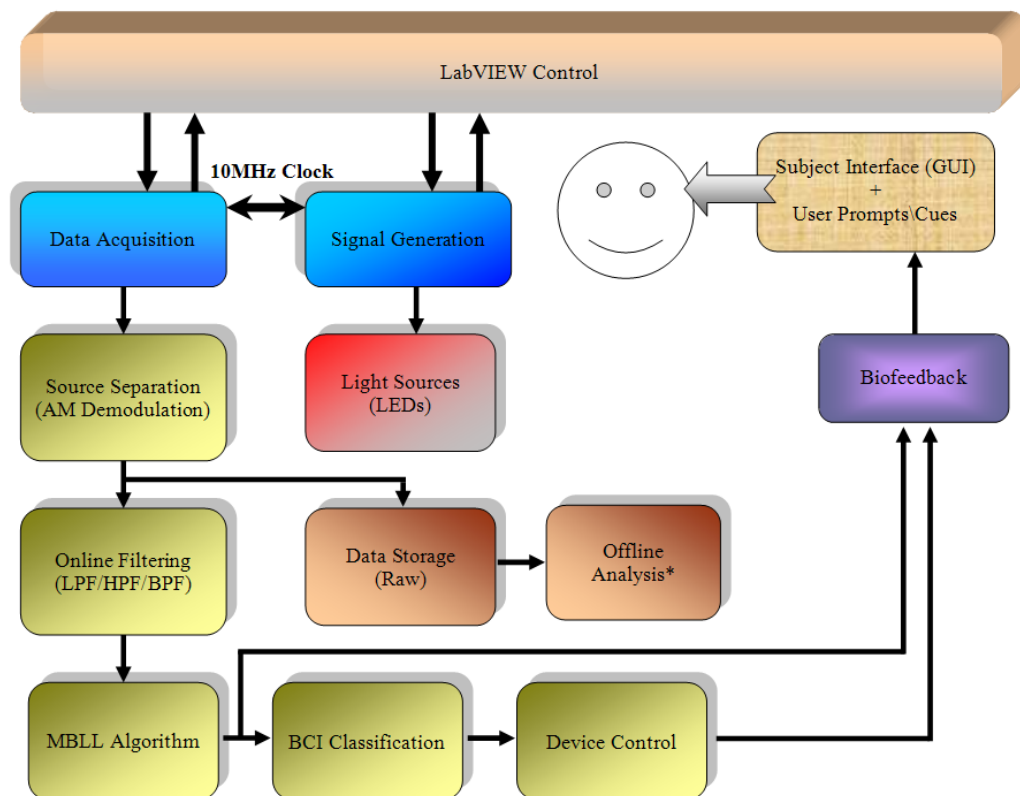 LabVIEW Control
10MHz Clock
Data Acquisition
Signal Generation
Subject Interface (GUI)
+
User Prompts\Cues
Source Separation
(AM Demodulation)
Light Sources
(LEDs)
Biofeedback
Online Filtering
(LPF/HPF/BPF)
Data Storage
(Raw)
Offline
Analysis*
MBLL Algorithm
BCI Classification
Device Control